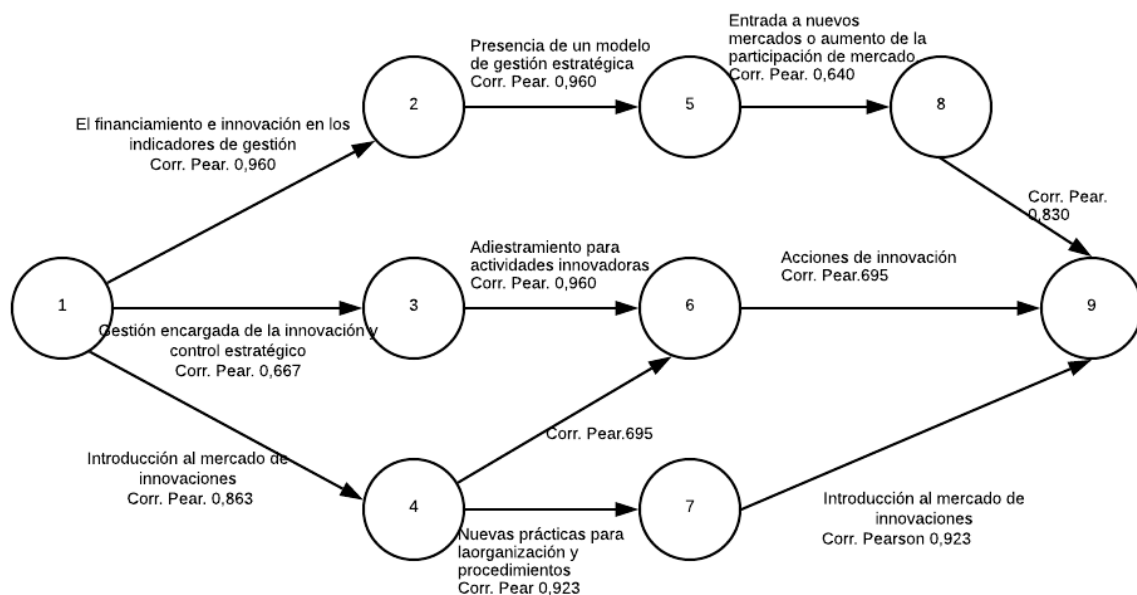 Entrada a nuevos
mercados o aumento de la
participación de mercado
Corr. Pear. 0,640
Presencia de un modelo
de gestión estratégica
Corr. Pear. 0,960
2
5
8
El financiamiento e innovación en los
indicadores de gestión
Corr. Pear. 0,960
Corr. Pear.
0,830
Adiestramiento para
actividades innovadoras
Corr. Pear. 0,960
Acciones de innovación
Corr. Pear.695
1
3
6
9
Gestión encargada de la innovación y
control estratégico
Corr. Pear. 0,667
Corr. Pear.695
Introducción al mercado de
innovaciones
Corr. Pear. 0,863
4
7
Introducción al mercado de
innovaciones
Corr. Pearson 0,923
Nuevas prácticas para
laorganización y
procedimientos
Corr. Pear 0,923